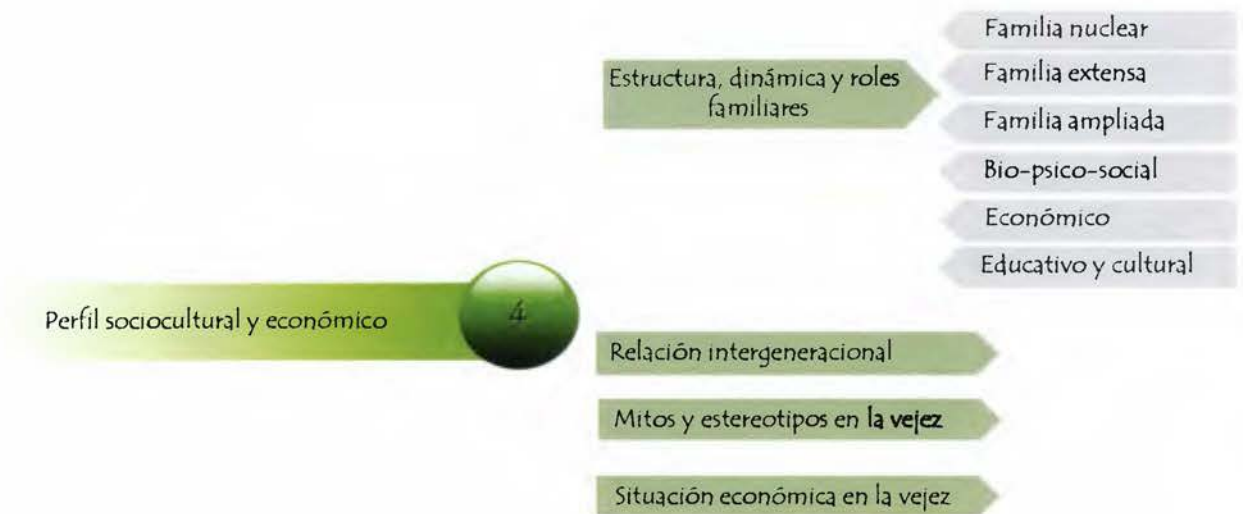 Perfil sociocultural y económico
4
Estructura, dinámica y roles
familiares
Familia nuclear
Familia extensa
Familia ampliada
Bio-psico-social
Económico
Educativo y cultural
Relación intergeneracional
Mitos y estereotipos en la vejez
Situación económica en la vejez